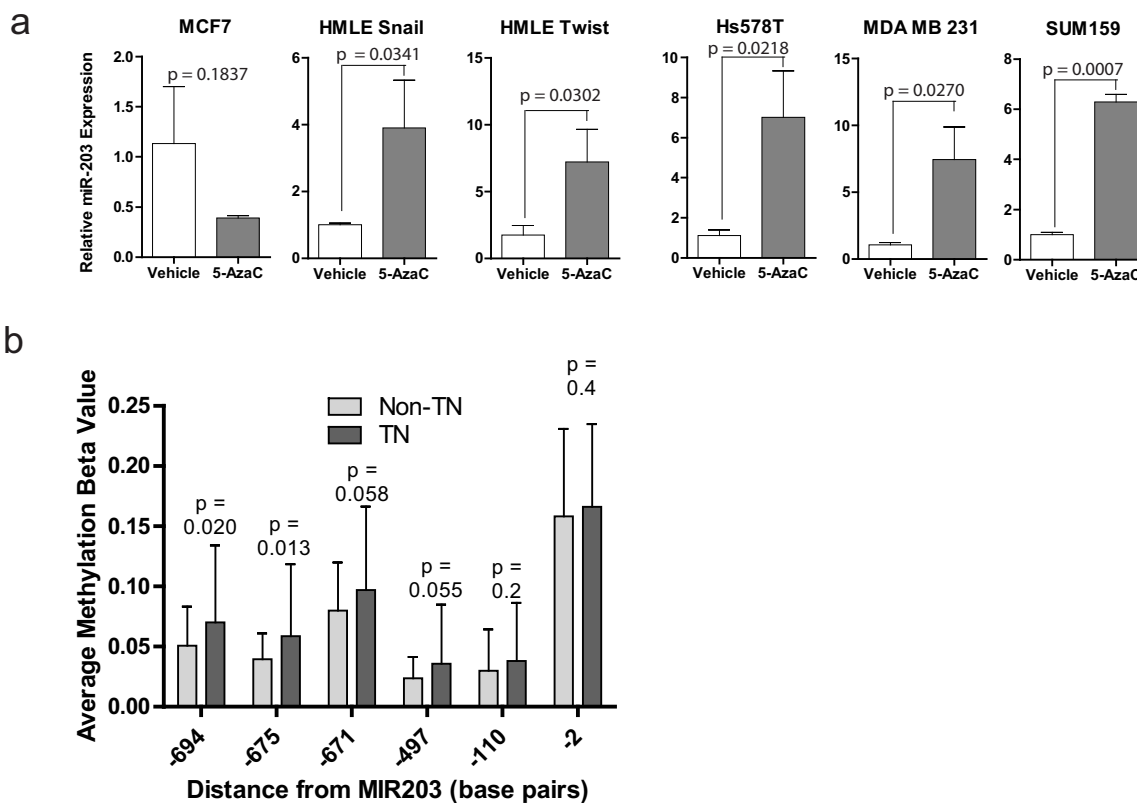 a
MCF7
HMLE Snail
HMLE Twist
Hs578T
MDA MB 231
SUM159
Relative miR-203 Expression
2.0
1.5
1.0
0.5
0.0
p = 0.1837
Vehicle 5-AzaC
6
4
2
0
p = 0.0341
Vehicle 5-AzaC
15
10
5
0
p = 0.0302
Vehicle 5-AzaC
10
8
6
4
2
0
p = 0.0218
Vehicle 5-AzaC
15
10
5
0
p = 0.0270
Vehicle 5-AzaC
8
6
4
2
0
p = 0.0007
Vehicle 5-AzaC
b
Average Methylation Beta Value
0.25
0.20
0.15
0.10
0.05
0.00
Non-TN
TN
p =
0.020
p =
0.013
p =
0.058
p =
0.055
p =
0.2
p =
0.4
-694
-675
-671
-497
-110
-2
Distance from MIR203 (base pairs)